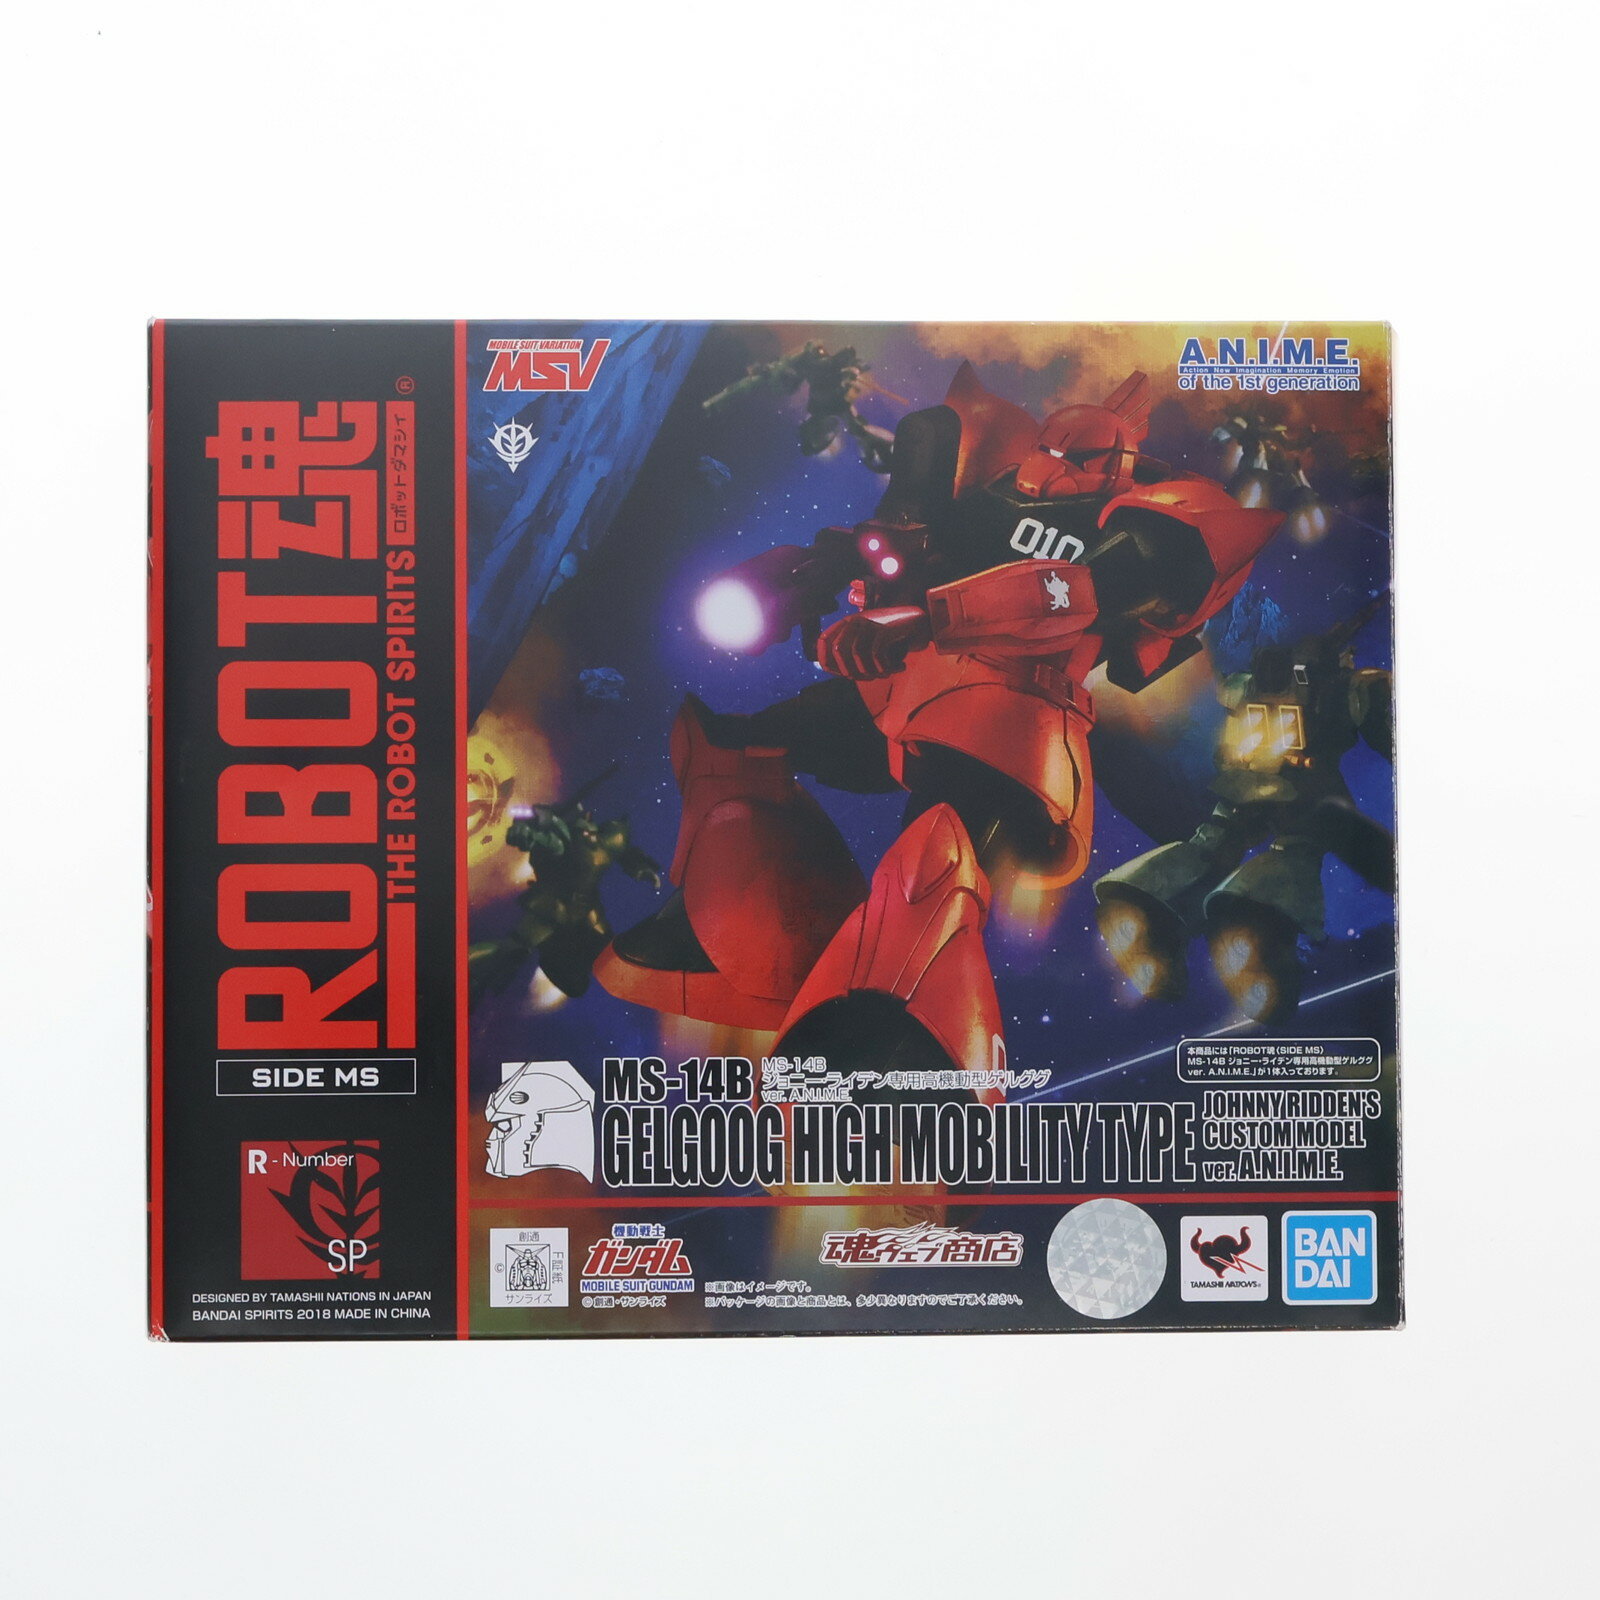 ROBOT魂
®
ロボットダマシイ
THE ROBOT SPIRITS
SIDE MS
R - Number
SP
DESIGNED BY TAMASHII NATIONS IN JAPAN
BANDAI SPIRITS 2018 MADE IN CHINA
MOBILE SUIT VARIATION
MSV
A.N.I.M.E.
Action New Imagination Memory Emotion
of the 1st generation
010
本商品には「ROBOT魂〈SIDE MS〉
MS-14B ジョニー・ライデン専用高機動型ゲルググ
ver. A.N.I.M.E.」が1体入っております。
MS-14B
MS-14B
ジョニー・ライデン専用高機動型ゲルググ
ver. A.N.I.M.E.
GELGOOG HIGH MOBILITY TYPE
JOHNNY RIDDEN'S
CUSTOM MODEL
ver. A.N.I.M.E.
創通
©
サンライズ
機動戦士
ガンダム
MOBILE SUIT GUNDAM
©創通・サンライズ
魂ウェブ商店
※画像はイメージです。
※パッケージの画像と商品とは、多少異なりますのでご了承ください。
TAMASHII NATIONS®
BAN
DAI